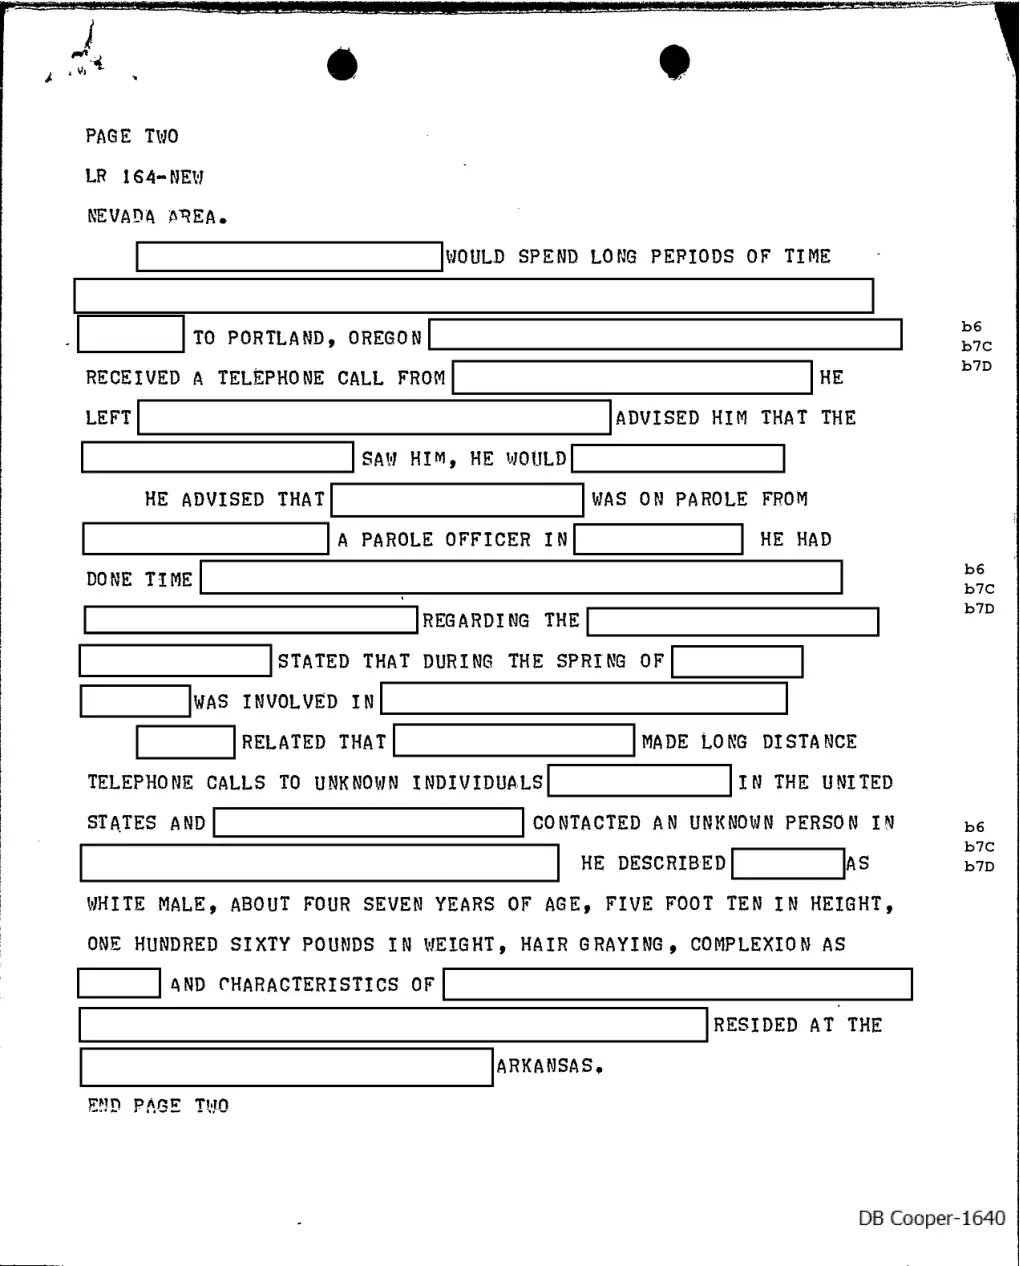 PAGE TWO
LR 164-NEW
NEVADA AREA.
WOULD SPEND LONG PERIODS OF TIME
TO PORTLAND, OREGON
b6
b7C
b7D
RECEIVED A TELEPHONE CALL FROM HE
LEFT ADVISED HIM THAT THE
SAW HIM, HE WOULD
HE ADVISED THAT WAS ON PAROLE FROM
A PAROLE OFFICER IN HE HAD
DONE TIME
b6
b7C
b7D
REGARDING THE
STATED THAT DURING THE SPRING OF
WAS INVOLVED IN
RELATED THAT MADE LONG DISTANCE
TELEPHONE CALLS TO UNKNOWN INDIVIDUALS IN THE UNITED
STATES AND CONTACTED AN UNKNOWN PERSON IN
b6
b7C
b7D
HE DESCRIBED AS
WHITE MALE, ABOUT FOUR SEVEN YEARS OF AGE, FIVE FOOT TEN IN HEIGHT,
ONE HUNDRED SIXTY POUNDS IN WEIGHT, HAIR GRAYING, COMPLEXION AS
AND CHARACTERISTICS OF
RESIDED AT THE
ARKANSAS.
END PAGE TWO
DB Cooper-1640